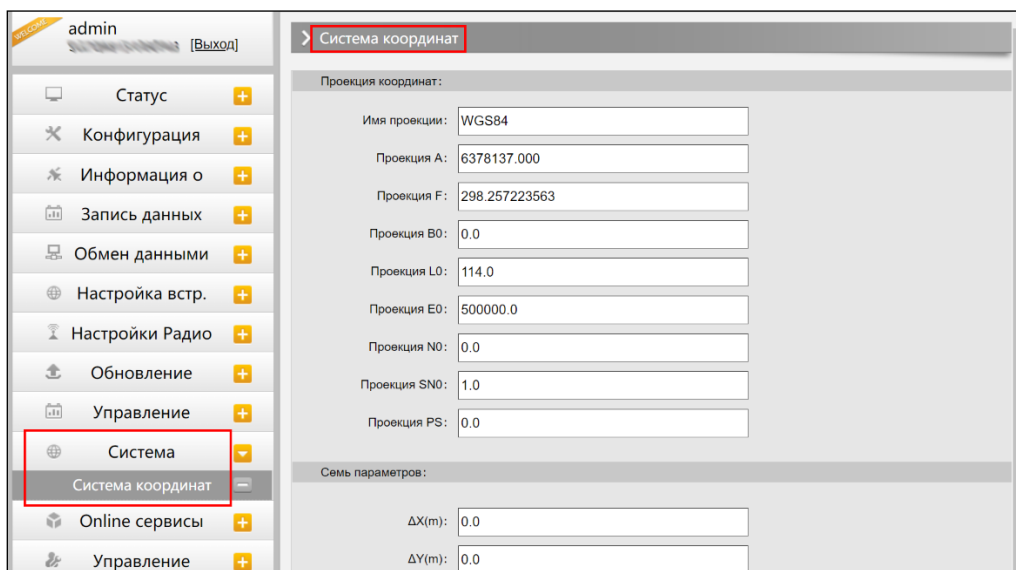 WELCOME
admin
[Выход]
Статус
Конфигурация
Информация о
Запись данных
Обмен данными
Настройка встр.
Настройки Радио
Обновление
Управление
Система
Система координат
Online сервисы
Управление
Система координат
Проекция координат:
Имя проекции: WGS84
Проекция A: 6378137.000
Проекция F: 298.257223563
Проекция B0: 0.0
Проекция L0: 114.0
Проекция E0: 500000.0
Проекция N0: 0.0
Проекция SN0: 1.0
Проекция PS: 0.0
Семь параметров:
ΔX(m): 0.0
ΔY(m): 0.0